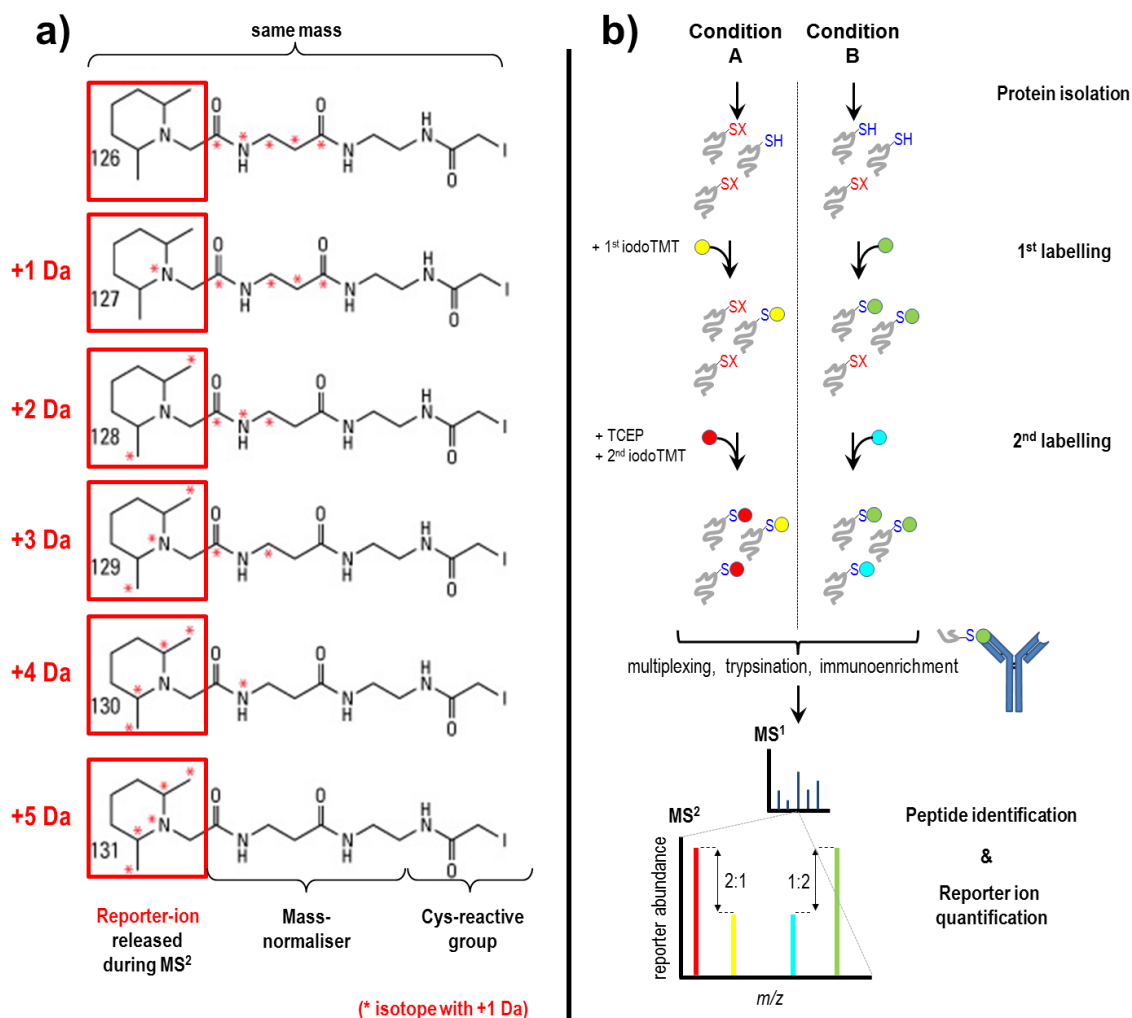 a)
same mass
126
N
O
N
H
O
N
H
H
N
O
I
*
*
*
*
*
+1 Da
127
N
O
N
H
O
N
H
H
N
O
I
*
*
*
*
*
+2 Da
128
N
O
N
H
O
N
H
H
N
O
I
*
*
*
*
*
+3 Da
129
N
O
N
H
O
N
H
H
N
O
I
*
*
*
*
*
+4 Da
130
N
O
N
H
O
N
H
H
N
O
I
*
*
*
*
*
+5 Da
131
N
O
N
H
O
N
H
H
N
O
I
*
*
*
*
*
Reporter-ion
released
during MS²
Mass-
normaliser
Cys-reactive
group
(* isotope with +1 Da)
b)
Condition
A
Condition
B
Protein isolation
SX
SH
SX
SH
SH
SX
+ 1st iodoTMT
1st labelling
SX
S
SX
S
S
SX
+ TCEP
+ 2nd iodoTMT
2nd labelling
S
S
S
S
S
S
S
multiplexing, trypsination, immunoenrichment
MS¹
MS²
reporter abundance
2:1
1:2
m/z
Peptide identification
&
Reporter ion
quantification